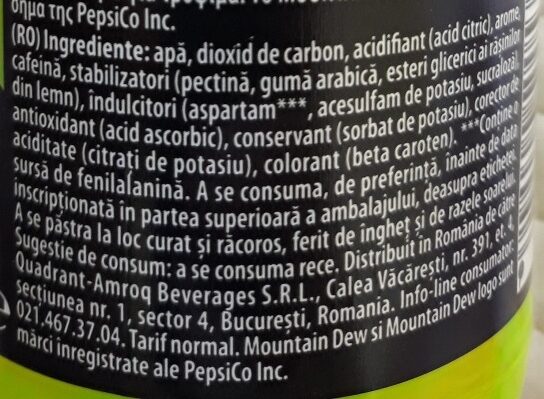 σήμα της PepsiCo Inc.
(RO) Ingrediente: apă, dioxid de carbon, acidifiant (acid citric), arome,
cafeină, stabilizatori (pectină, gumă arabică, esteri glicerici ai rășinilor
din lemn), îndulcitori (aspartam***, acesulfam de potasiu, sucraloză),
antioxidant (acid ascorbic), conservant (sorbat de potasiu), corector de
aciditate (citrați de potasiu), colorant (beta caroten). ***Conține o
sursă de fenilalanină. A se consuma, de preferință, înainte de data
inscripționată în partea superioară a ambalajului, deasupra etichetei.
A se păstra la loc curat și răcoros, ferit de îngheț și de razele soarelui.
Sugestie de consum: a se consuma rece. Distribuit în România de către
Quadrant-Amroq Beverages S.R.L., Calea Văcărești, nr. 391, et. 4,
secțiunea nr. 1, sector 4, București, Romania. Info-line consumator:
021.467.37.04. Tarif normal. Mountain Dew si Mountain Dew logo sunt
mărci înregistrate ale PepsiCo Inc.